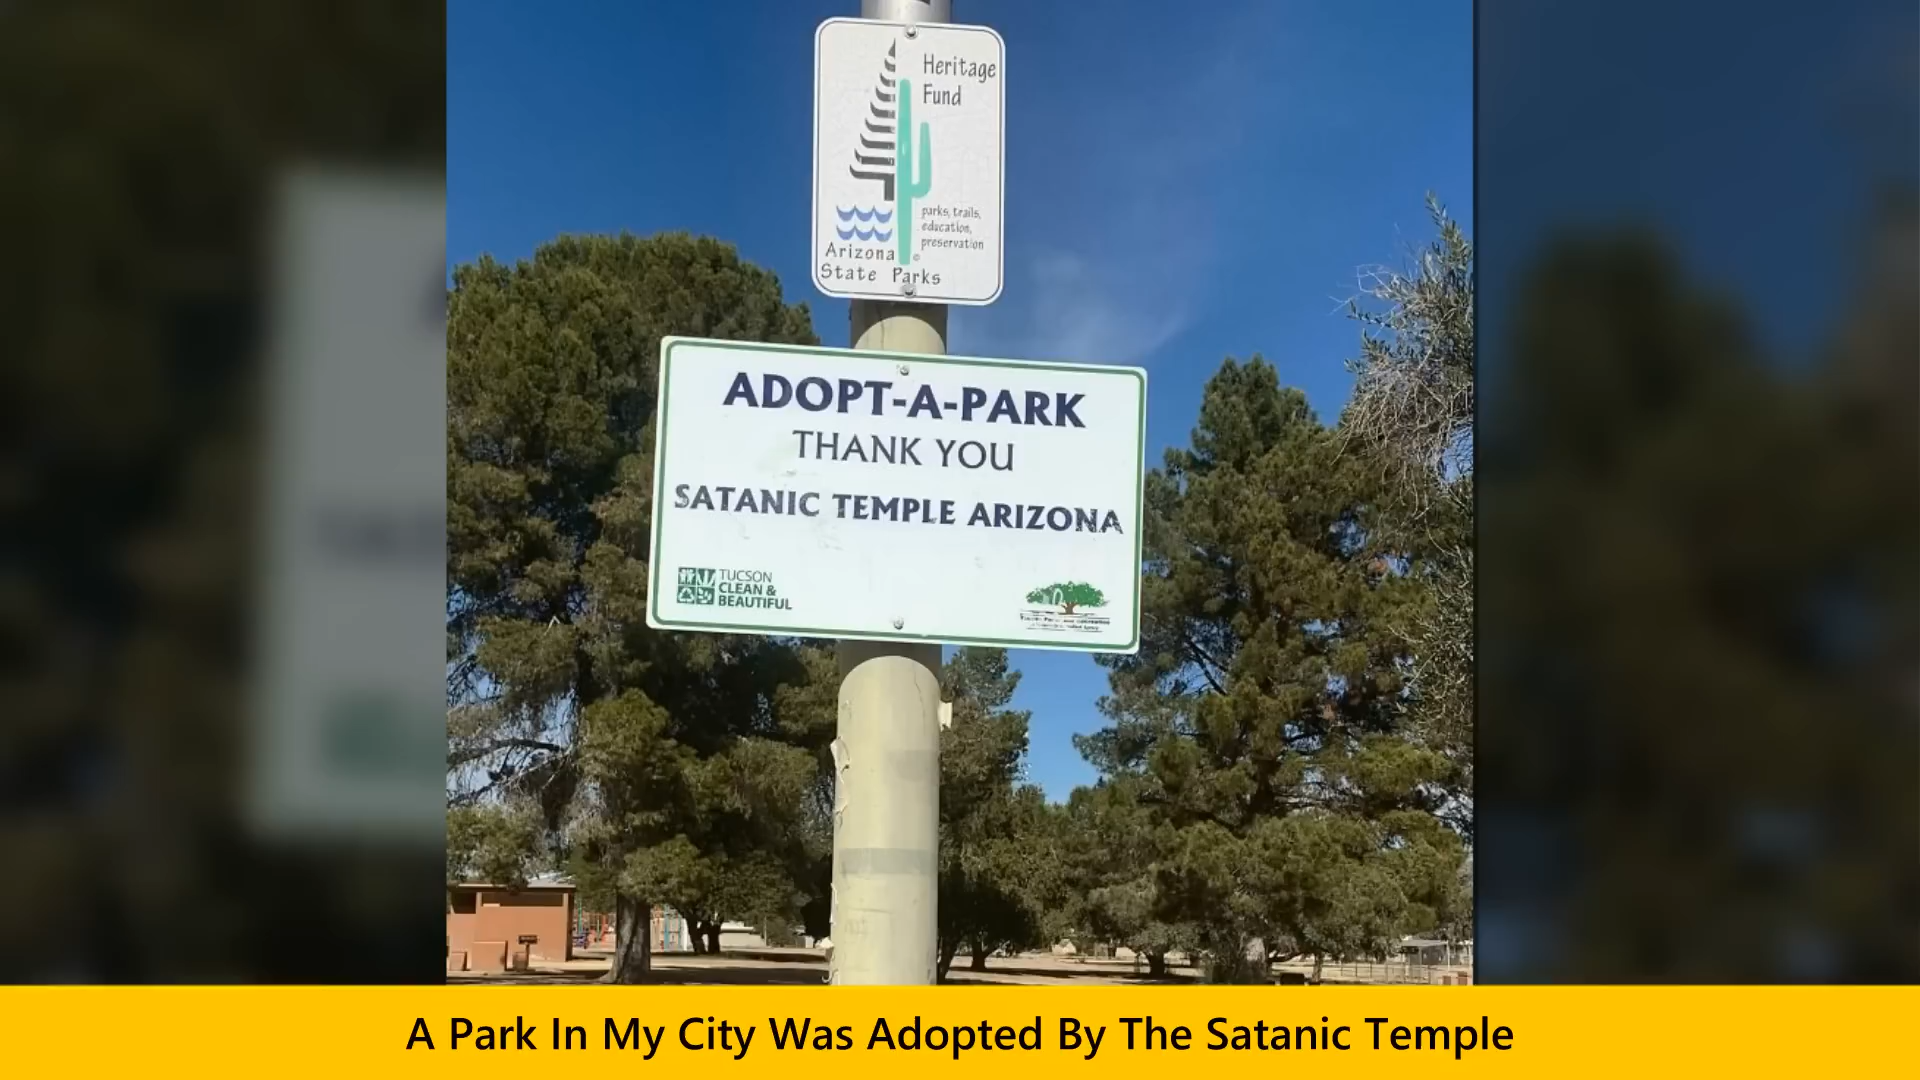 Heritage
Fund
parks, trails,
education,
preservation
Arizona ©
State Parks
ADOPT-A-PARK
THANK YOU
SATANIC TEMPLE ARIZONA
TUCSON
CLEAN &
BEAUTIFUL
A Park In My City Was Adopted By The Satanic Temple